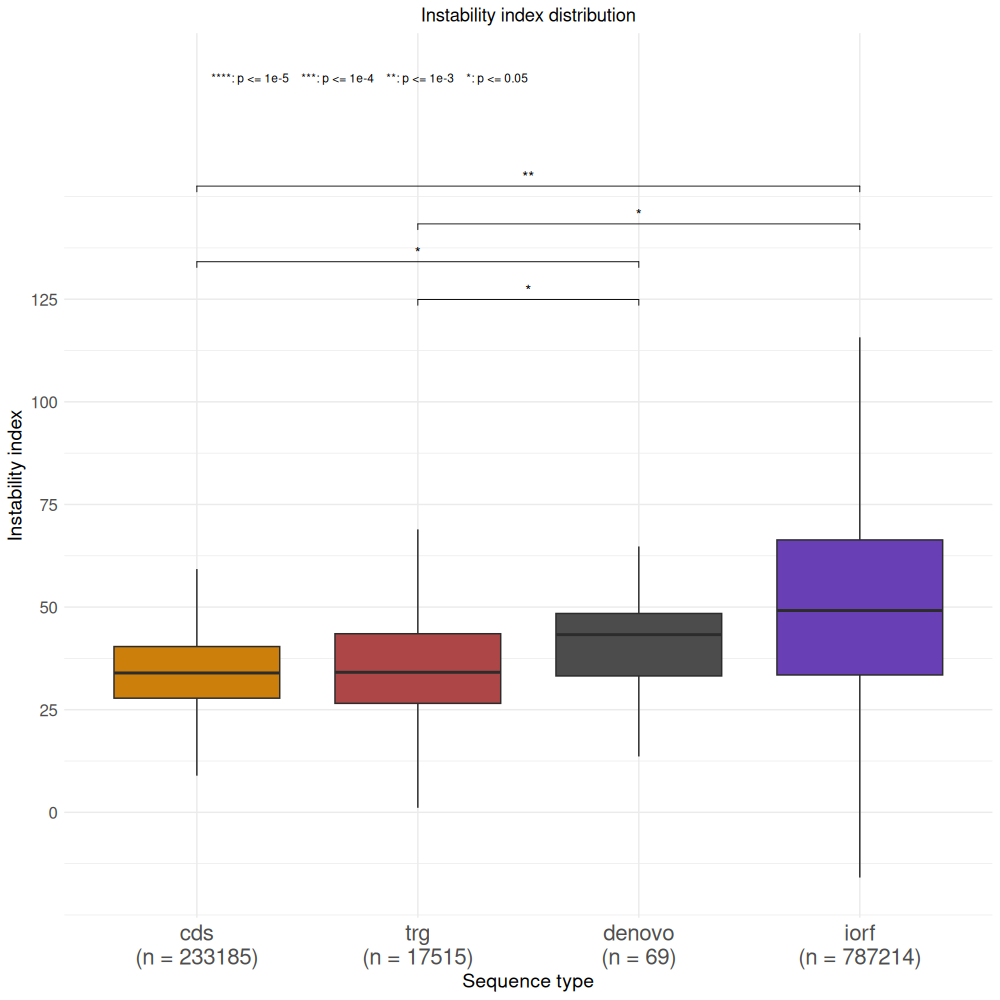 Instability index distribution
****: p <= 1e-5 ***: p <= 1e-4 **: p <= 1e-3 *: p <= 0.05
**
*
*
*
125
100
75
50
25
0
Instability index
cds trg denovo iorf
(n = 233185) (n = 17515) (n = 69) (n = 787214)
Sequence type